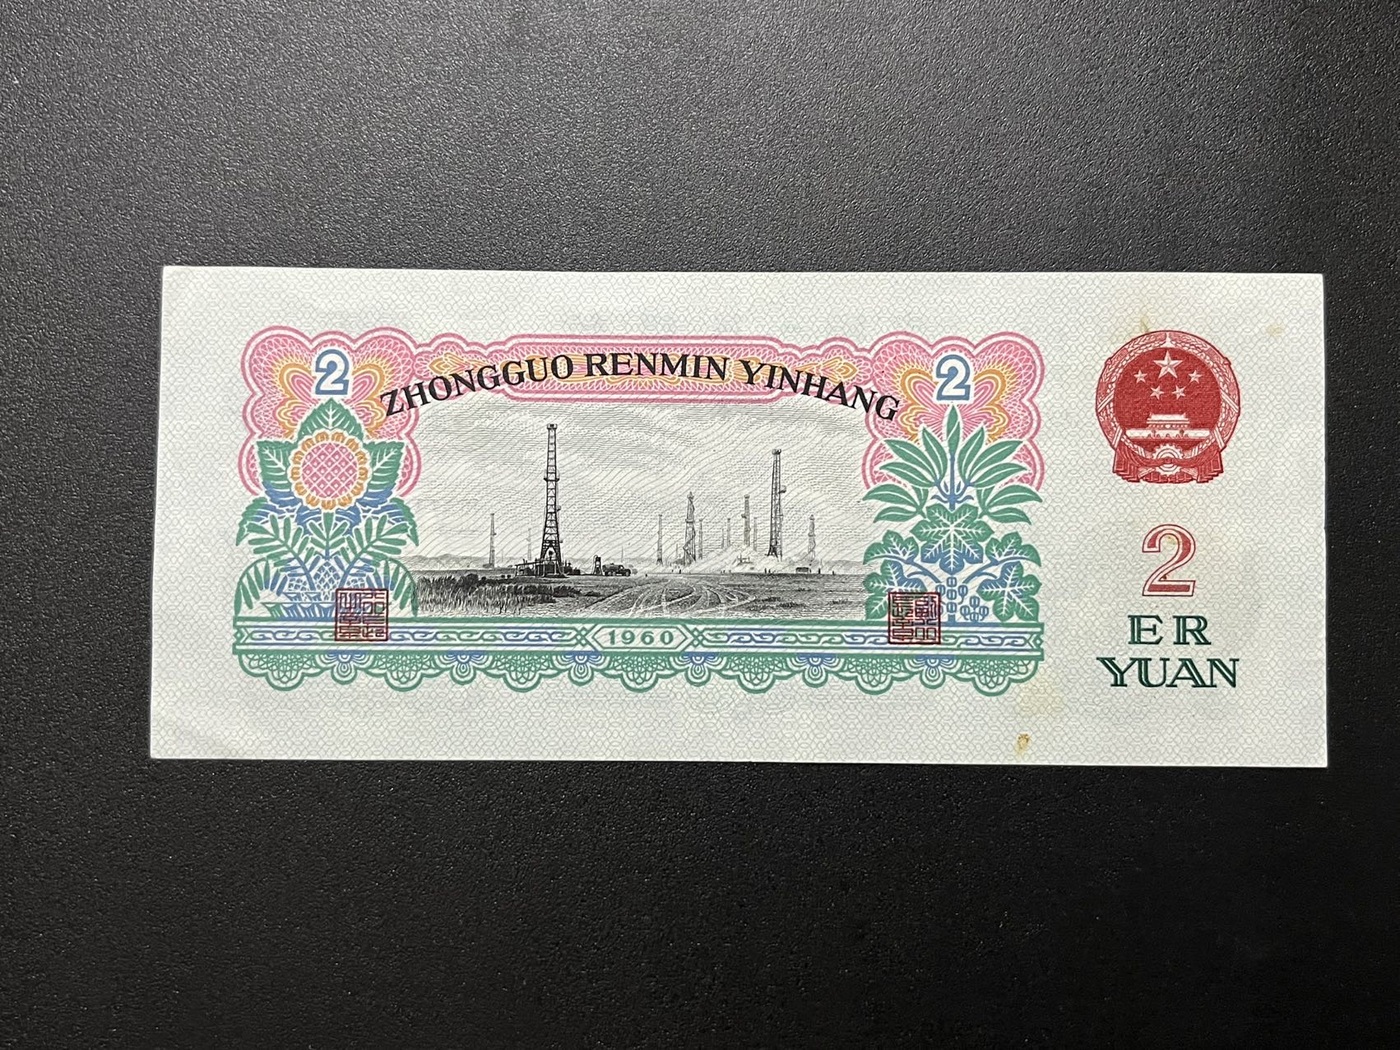 2
ZHONGGUO RENMIN YINHANG
2
1960
2
ER
YUAN